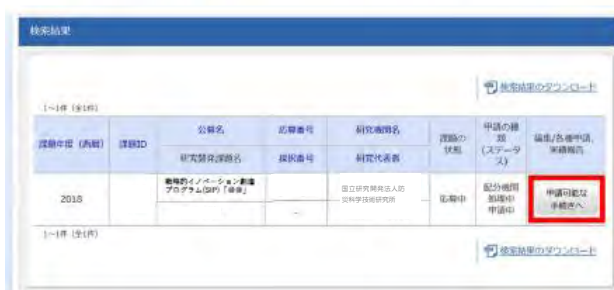 検索結果
検索結果のダウンロード
1～1件 (全1件)
課題年度 (西暦)
課題ID
公募名
研究開発課題名
応募番号
採択番号
研究機関名
研究代表者
課題の
状態
申請の種
類
(ステータ
ス)
編集/各種申請、
実績報告
2018
戦略的イノベーション創造
プログラム(SIP)「
-
国立研究開発法人防
災科学技術研究所
応募中
配分機関
処理中
申請中
申請可能な
手続きへ
1～1件 (全1件)
検索結果のダウンロード